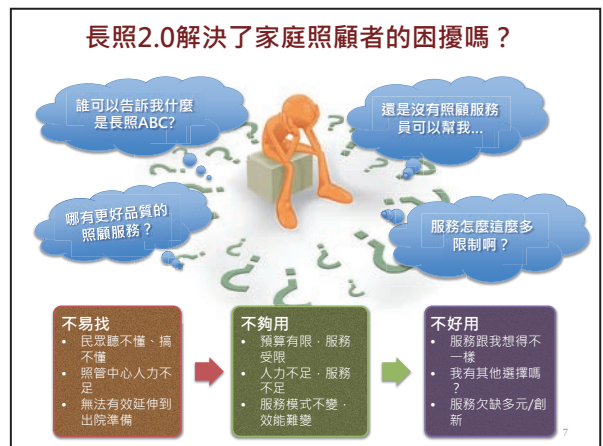 長照2.0解決了家庭照顧者的困擾嗎？
誰可以告訴我什麼
是長照ABC?
還是沒有照顧服務
員可以幫我...
哪有更好品質的
照顧服務？
服務怎麼這麼多
限制啊？
不易找
• 民眾聽不懂、搞
不懂
• 照管中心人力不
足
• 無法有效延伸到
出院準備
不夠用
• 預算有限，服務
受限
• 人力不足，服務
不足
• 服務模式不變，
效能難變
不好用
• 服務跟我想得不
一樣
• 我有其他選擇嗎
？
• 服務欠缺多元/創
新
7